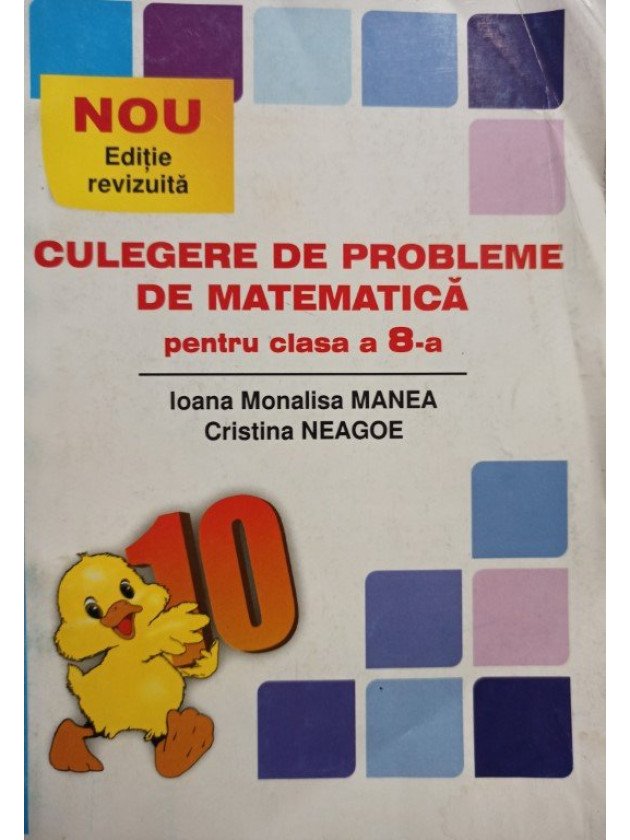 NOU
Ediție
revizuită
CULEGERE DE PROBLEME
DE MATEMATICĂ
pentru clasa a 8-a
Ioana Monalisa MANEA
Cristina NEAGOE
10